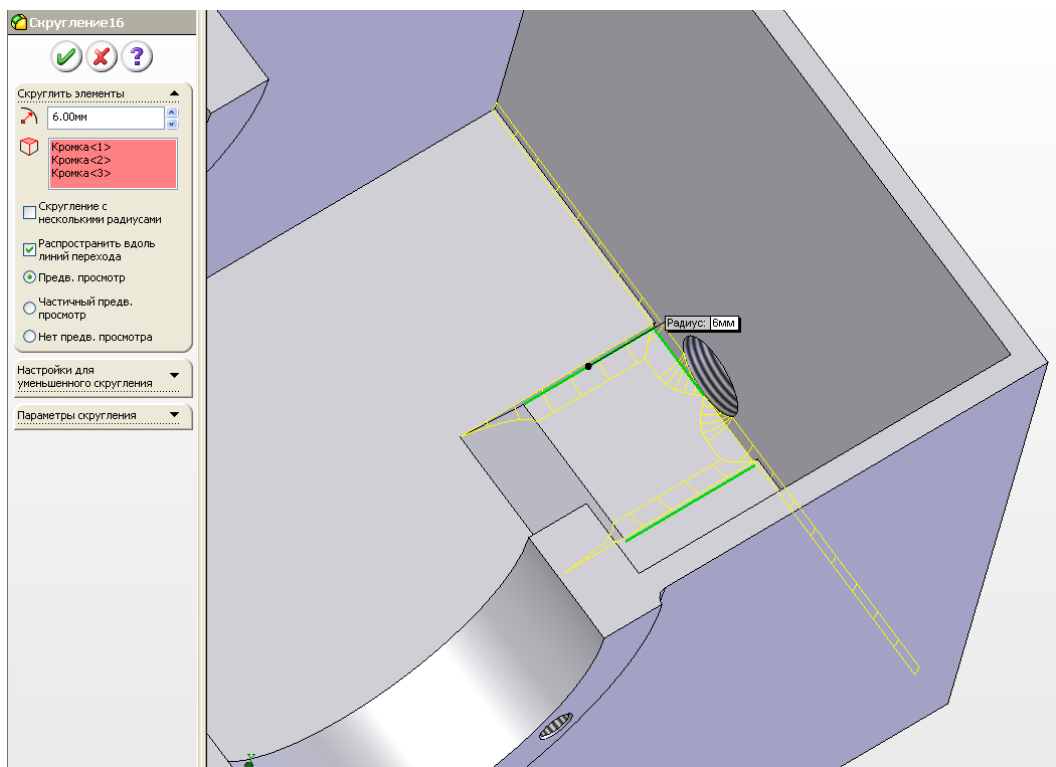 Скругление16
?
Скруглить элементы
6.00мм
Кромка<1>
Кромка<2>
Кромка<3>
Скругление с
несколькими радиусами
Распространить вдоль
линий перехода
Предв. просмотр
Частичный предв.
просмотр
Нет предв. просмотра
Настройки для
уменьшенного скругления
Параметры скругления
Радиус: 6мм
Y